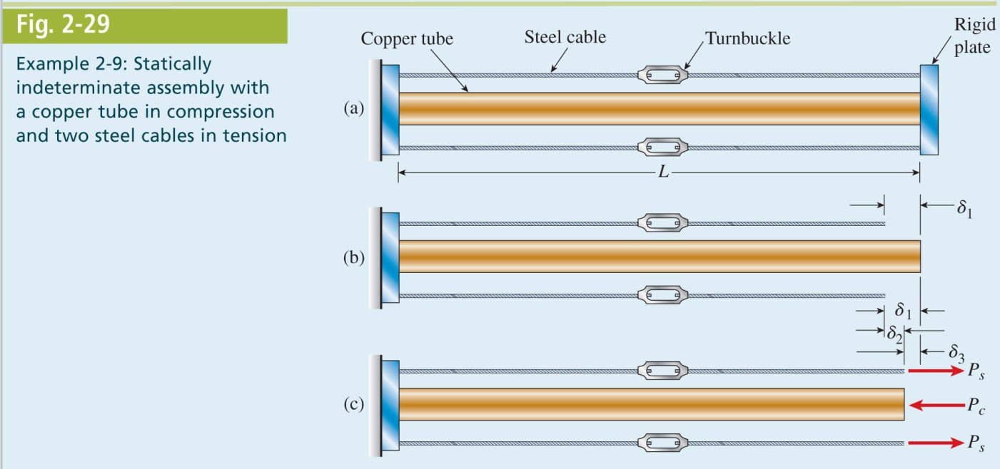 Fig. 2-29
Example 2-9: Statically
indeterminate assembly with
a copper tube in compression
and two steel cables in tension
Copper tube
Steel cable
Turnbuckle
Rigid
plate
(a)
L
(b)
δ1
δ1
δ2
δ3
(c)
Ps
Pc
Ps